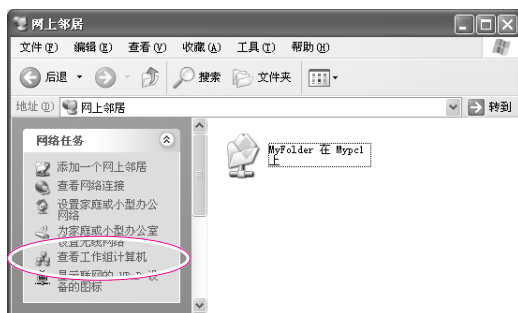 网上邻居
文件(F) 编辑(E) 查看(V) 收藏(A) 工具(T) 帮助(H)
后退 搜索 文件夹
地址(D) 网上邻居 转到
网络任务
添加一个网上邻居
查看网络连接
设置家庭或小型办公
网络
为家庭或小型办公室
设置无线网络
查看工作组计算机
显示联网的 UPnP 设
备的图标
MyFolder 在 Mypc1
上